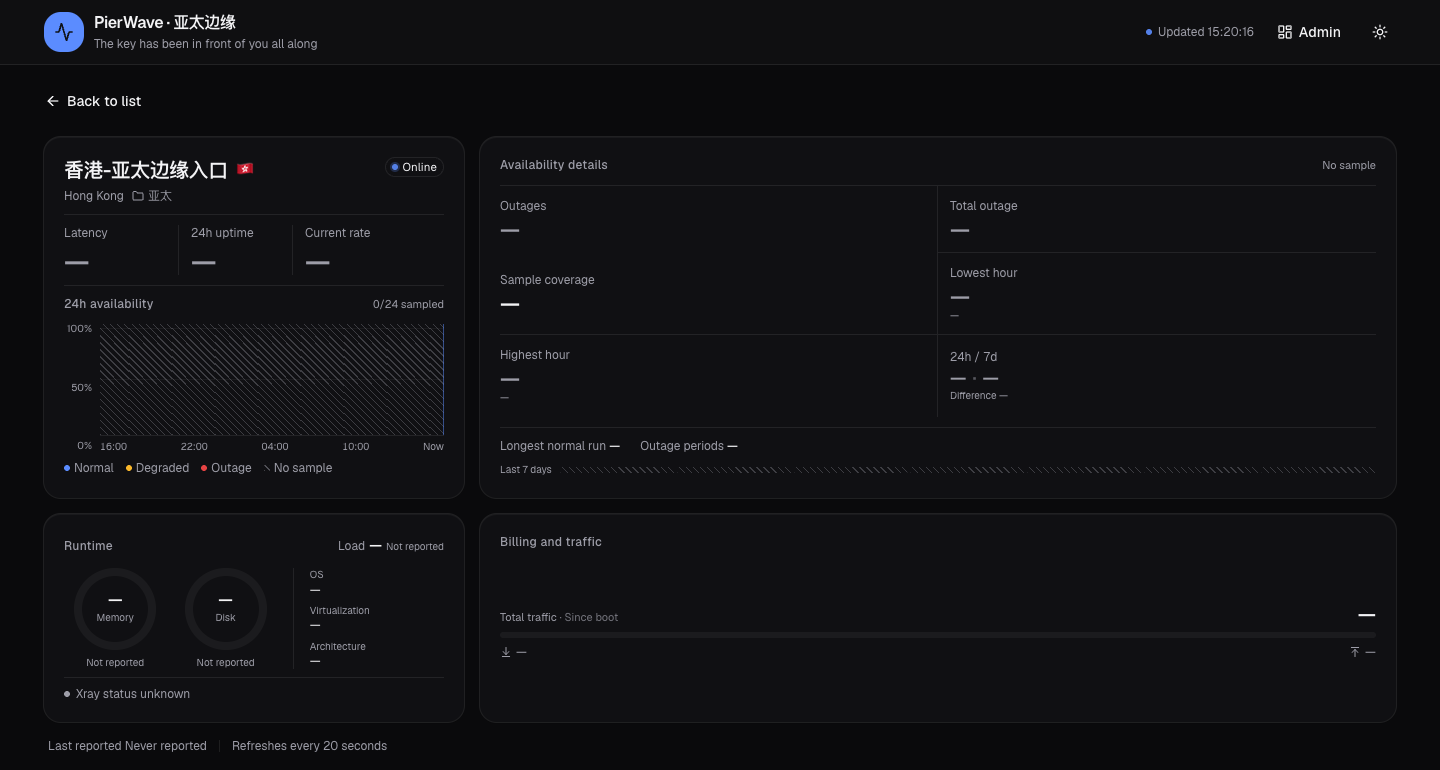 PierWave · 亚太边缘
The key has been in front of you all along
Updated 15:20:16
Admin
Back to list
香港-亚太边缘入口
Online
Hong Kong 亚太
Latency
—
24h uptime
—
Current rate
—
24h availability
0/24 sampled
100%
50%
0%
16:00 22:00 04:00 10:00 Now
Normal Degraded Outage No sample
Availability details
No sample
Outages
—
Total outage
—
Sample coverage
—
Lowest hour
—
—
Highest hour
—
—
24h / 7d
— · —
Difference —
Longest normal run — Outage periods —
Last 7 days
Runtime
Load — Not reported
—
Memory
Not reported
—
Disk
Not reported
OS
—
Virtualization
—
Architecture
—
Xray status unknown
Billing and traffic
Total traffic · Since boot
—
—
—
Last reported Never reported
Refreshes every 20 seconds